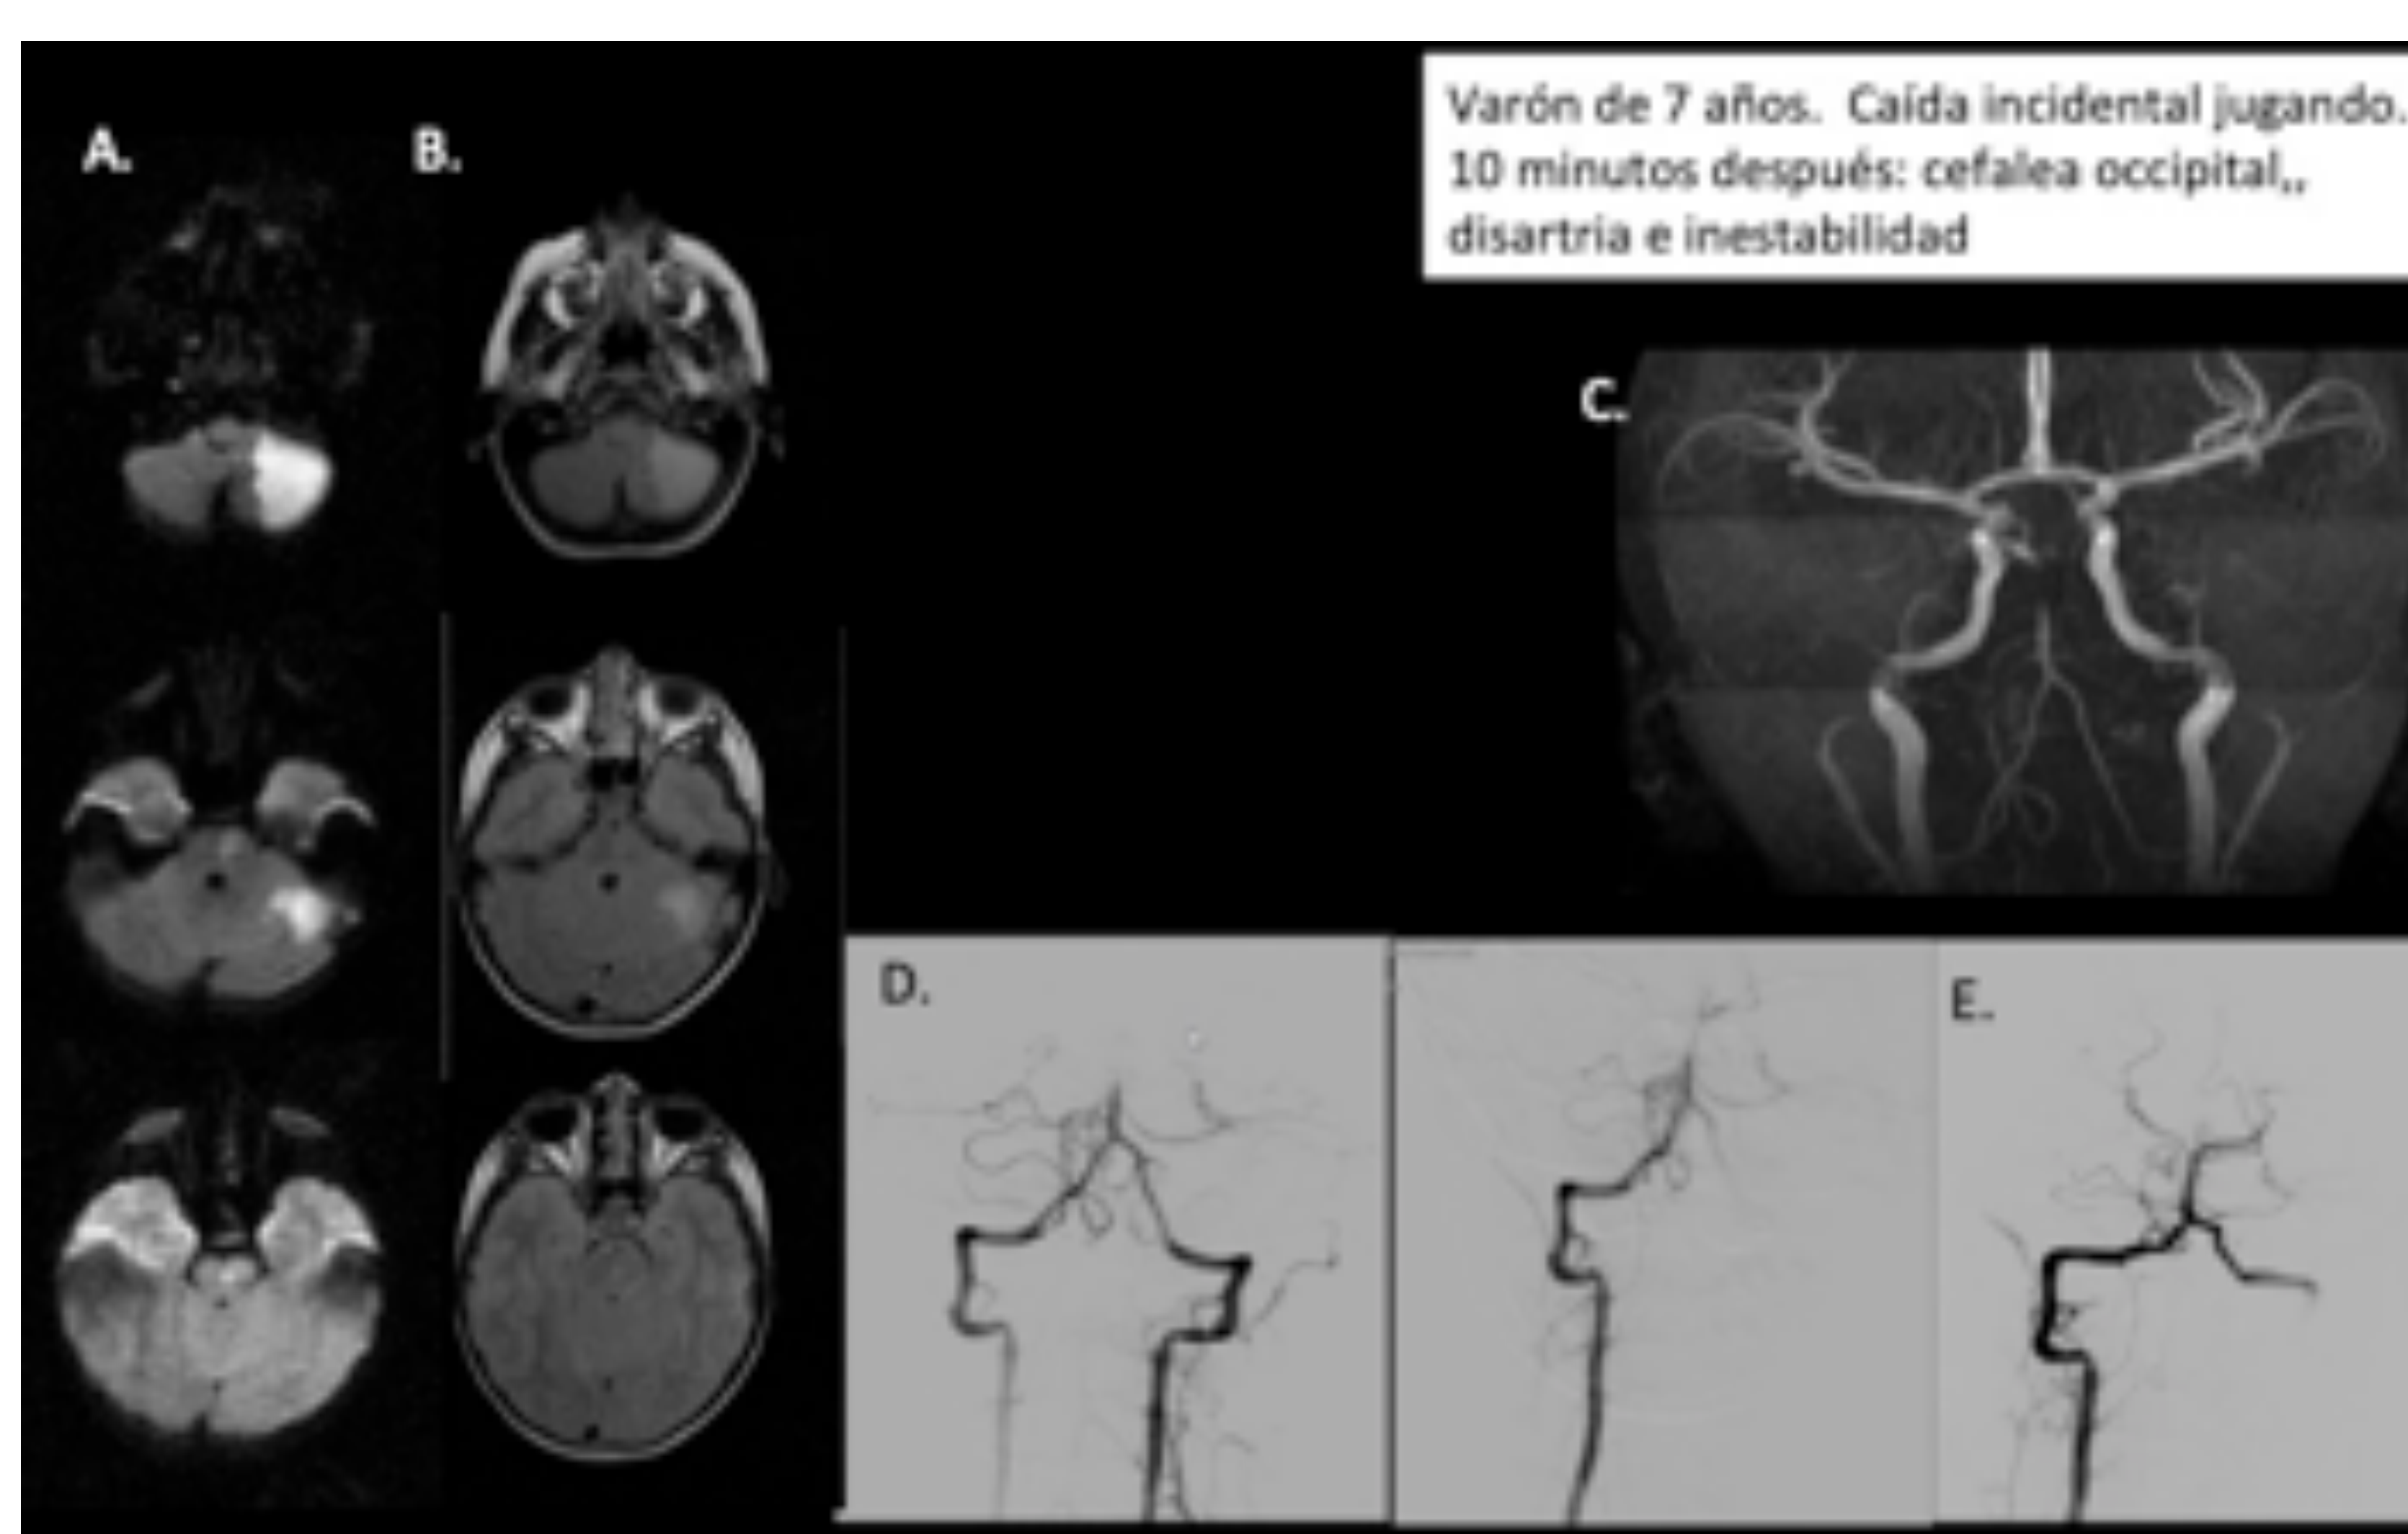 A.
B.
Varón de 7 años. Caída incidental jugando.
10 minutos después: cefalea occipital,,
disartria e inestabilidad
C.
D.
E.